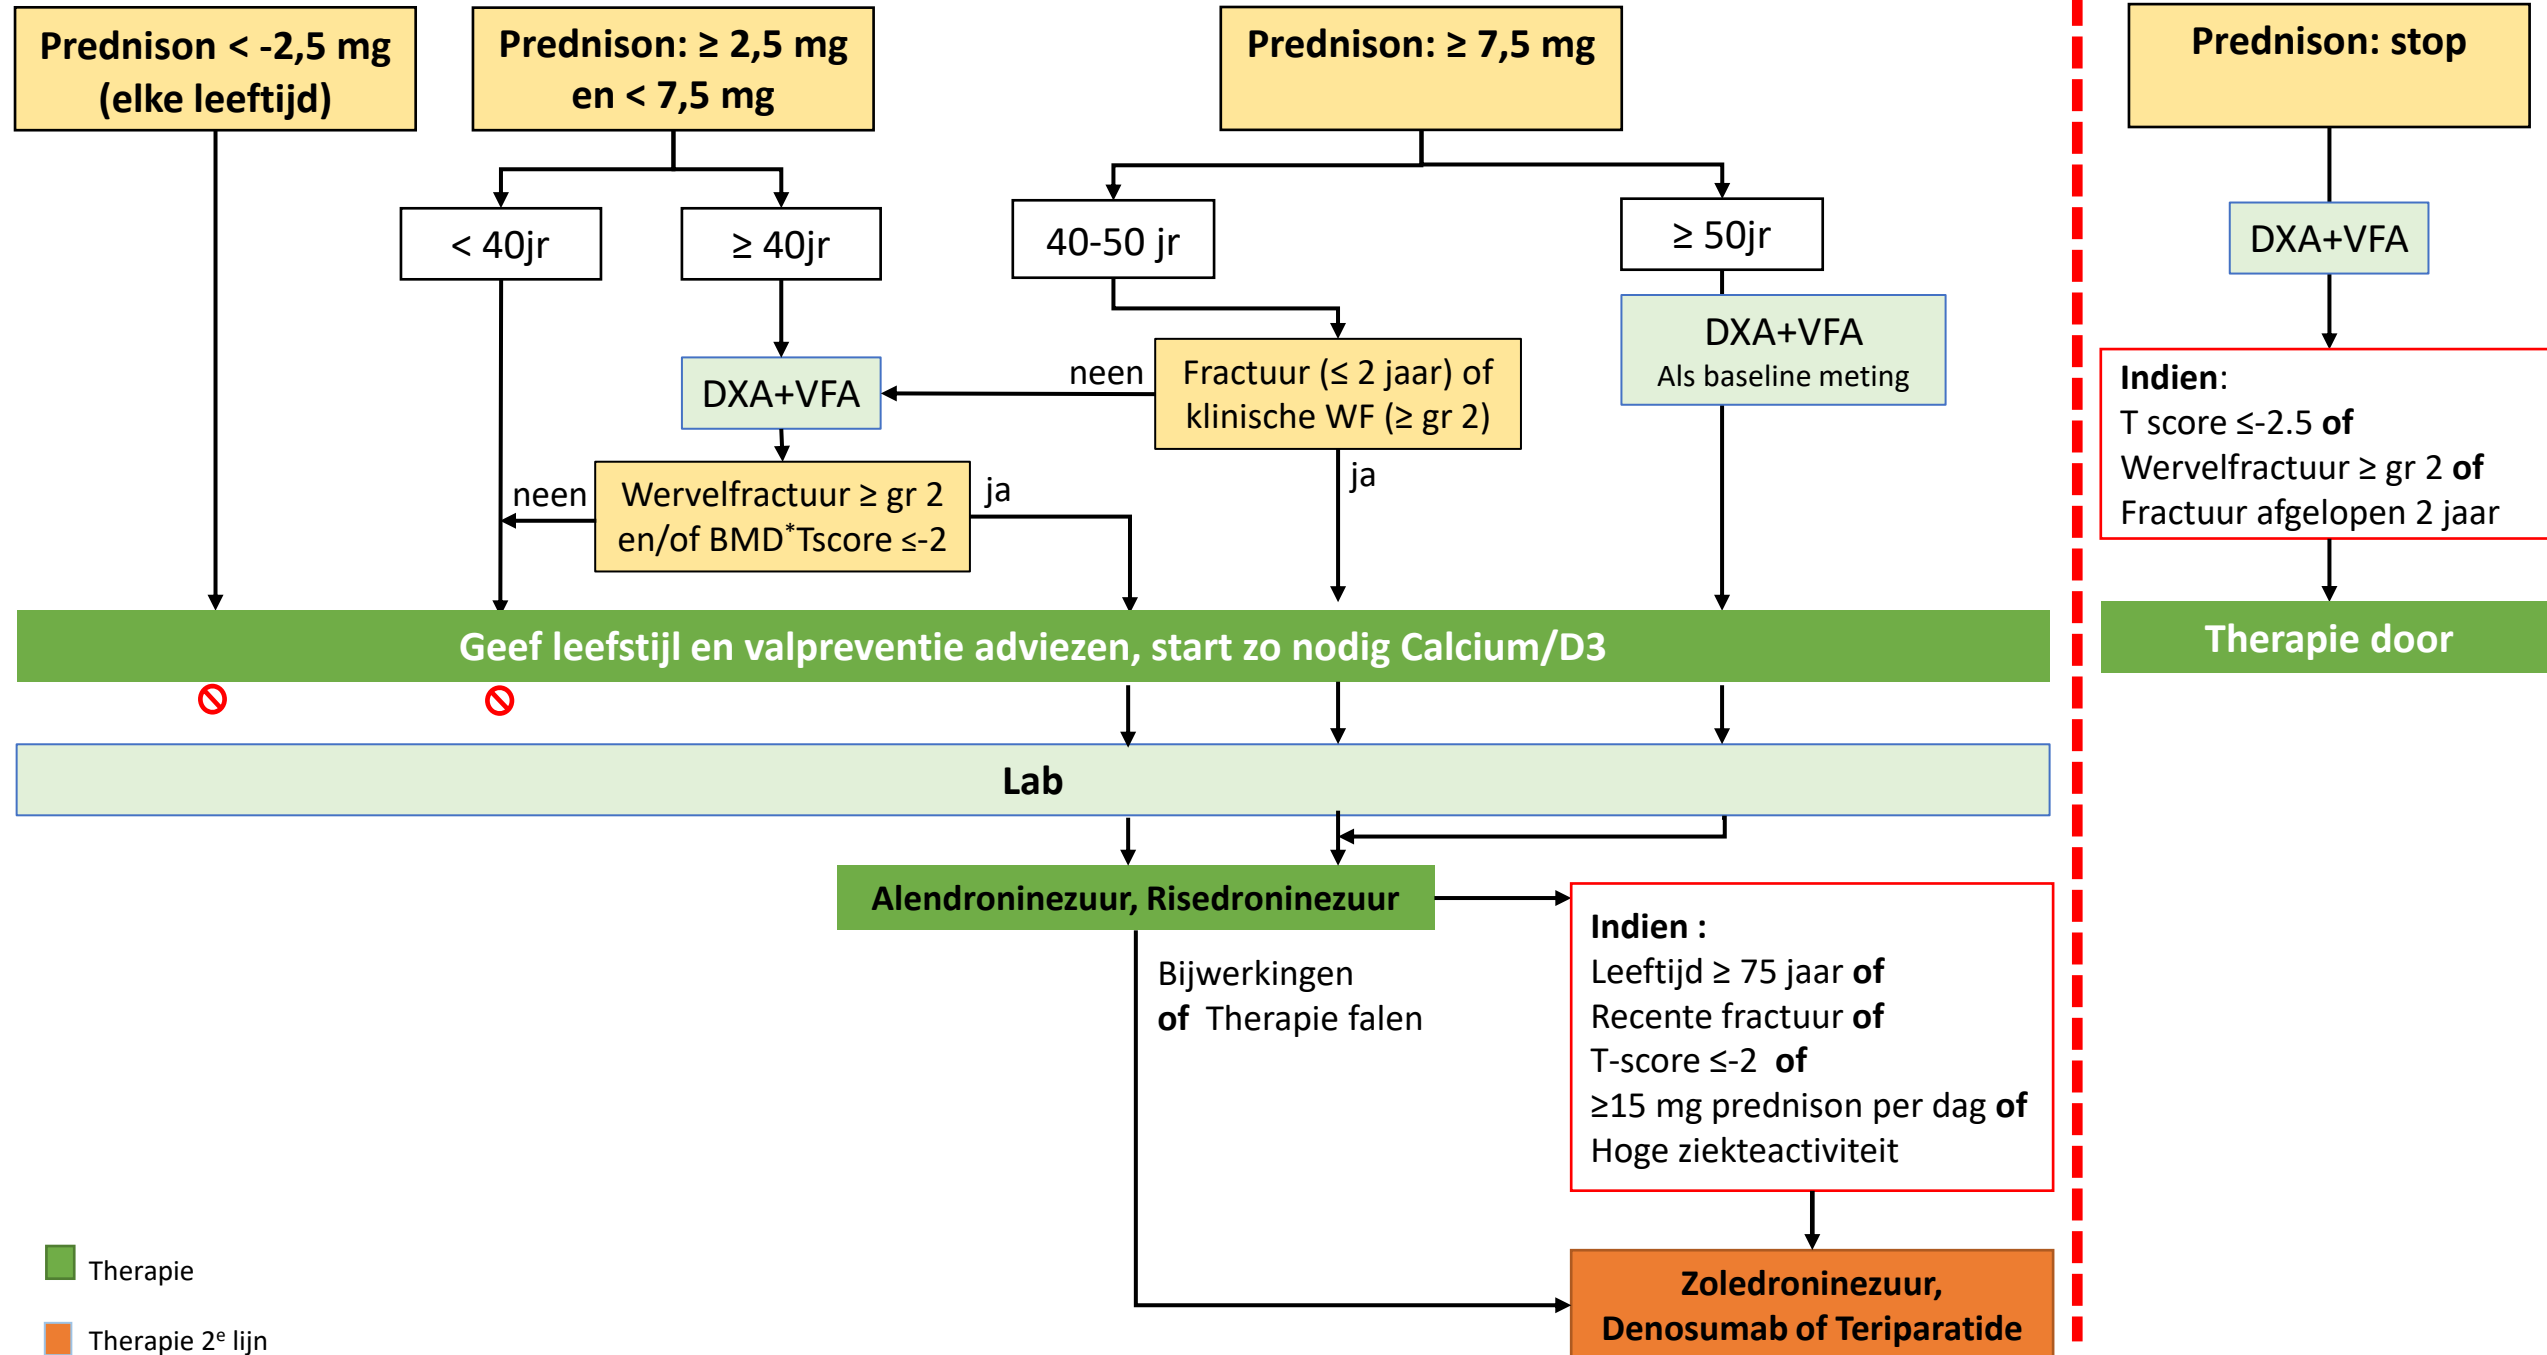 Prednison < -2,5 mg
(elke leeftijd)
Prednison: ≥ 2,5 mg
en < 7,5 mg
Prednison: ≥ 7,5 mg
Prednison: stop
< 40jr
≥ 40jr
40-50 jr
≥ 50jr
DXA+VFA
DXA+VFA
Als baseline meting
DXA+VFA
neen
Fractuur (≤ 2 jaar) of
klinische WF (≥ gr 2)
ja
neen
Wervelfractuur ≥ gr 2
en/of BMD*Tscore ≤-2
ja
Indien:
T score ≤-2.5 of
Wervelfractuur ≥ gr 2 of
Fractuur afgelopen 2 jaar
Geef leefstijl en valpreventie adviezen, start zo nodig Calcium/D3
Therapie door
Lab
Alendroninezuur, Risedroninezuur
Bijwerkingen
of Therapie falen
Indien :
Leeftijd ≥ 75 jaar of
Recente fractuur of
T-score ≤-2 of
≥15 mg prednison per dag of
Hoge ziekteactiviteit
Zoledroninezuur,
Denosumab of Teriparatide
Therapie
Therapie 2e lijn